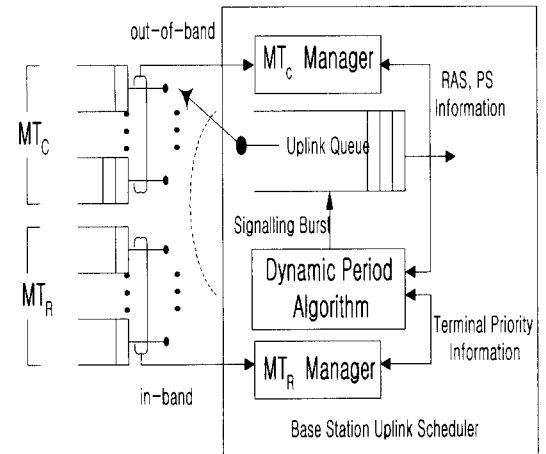 out-of-band
MTC Manager
RAS, PS
Information
MTC
Uplink Queue
Signalling Burst
MTR
Dynamic Period
Algorithm
Terminal Priority
Information
MTR Manager
in-band
Base Station Uplink Scheduler